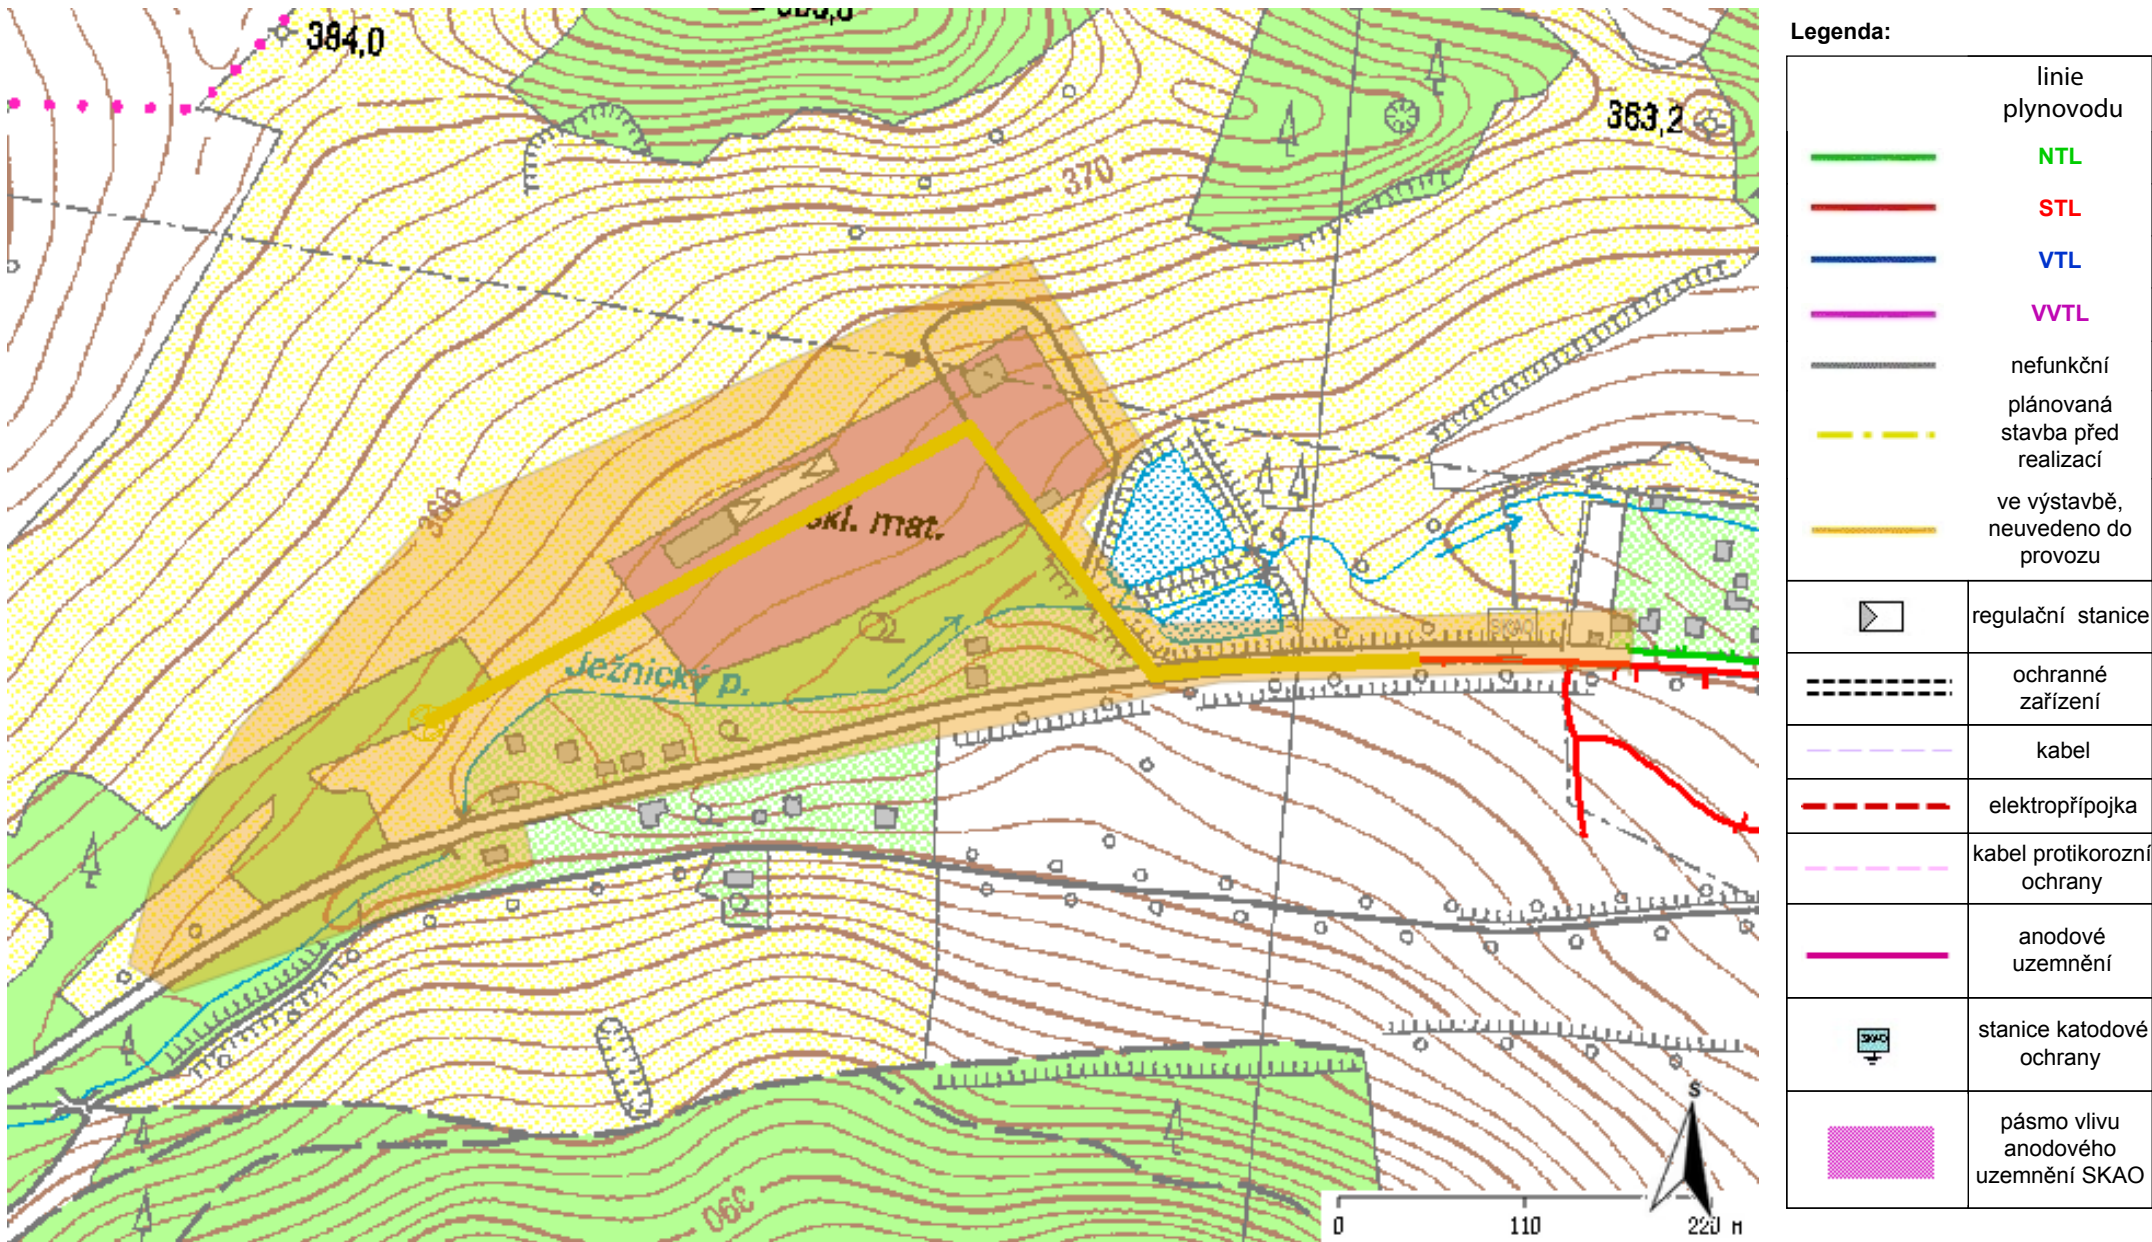 384,0
363,2
370
366
skl. mat.
Ježnický p.
SKAO
390
S
0 110 220 m
Legenda:
linie
plynovodu
NTL
STL
VTL
VVTL
nefunkční
plánovaná
stavba před
realizací
ve výstavbě,
neuvedeno do
provozu
regulační stanice
ochranné
zařízení
kabel
elektropřípojka
kabel protikorozní
ochrany
anodové
uzemnění
SKAO
stanice katodové
ochrany
pásmo vlivu
anodového
uzemnění SKAO